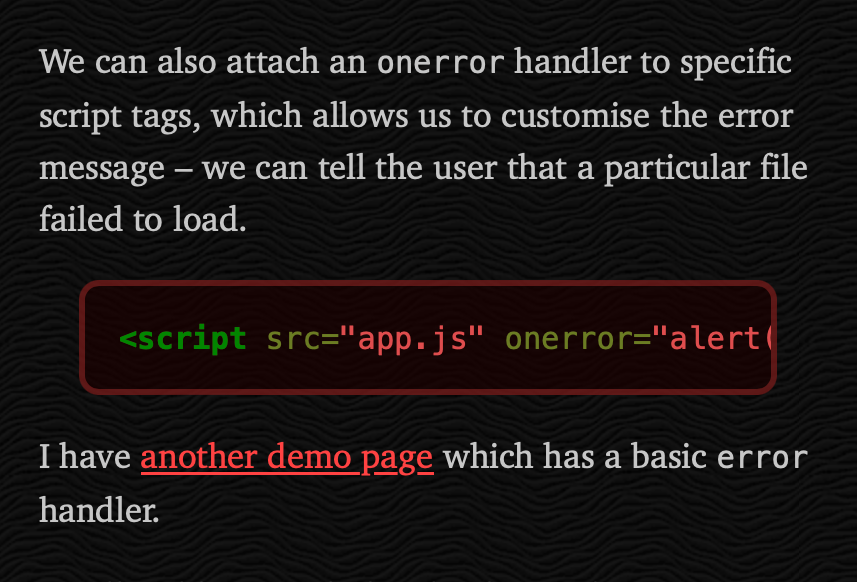 We can also attach an onerror handler to specific
script tags, which allows us to customise the error
message – we can tell the user that a particular file
failed to load.
<script src="app.js" onerror="alert(
I have another demo page which has a basic error
handler.